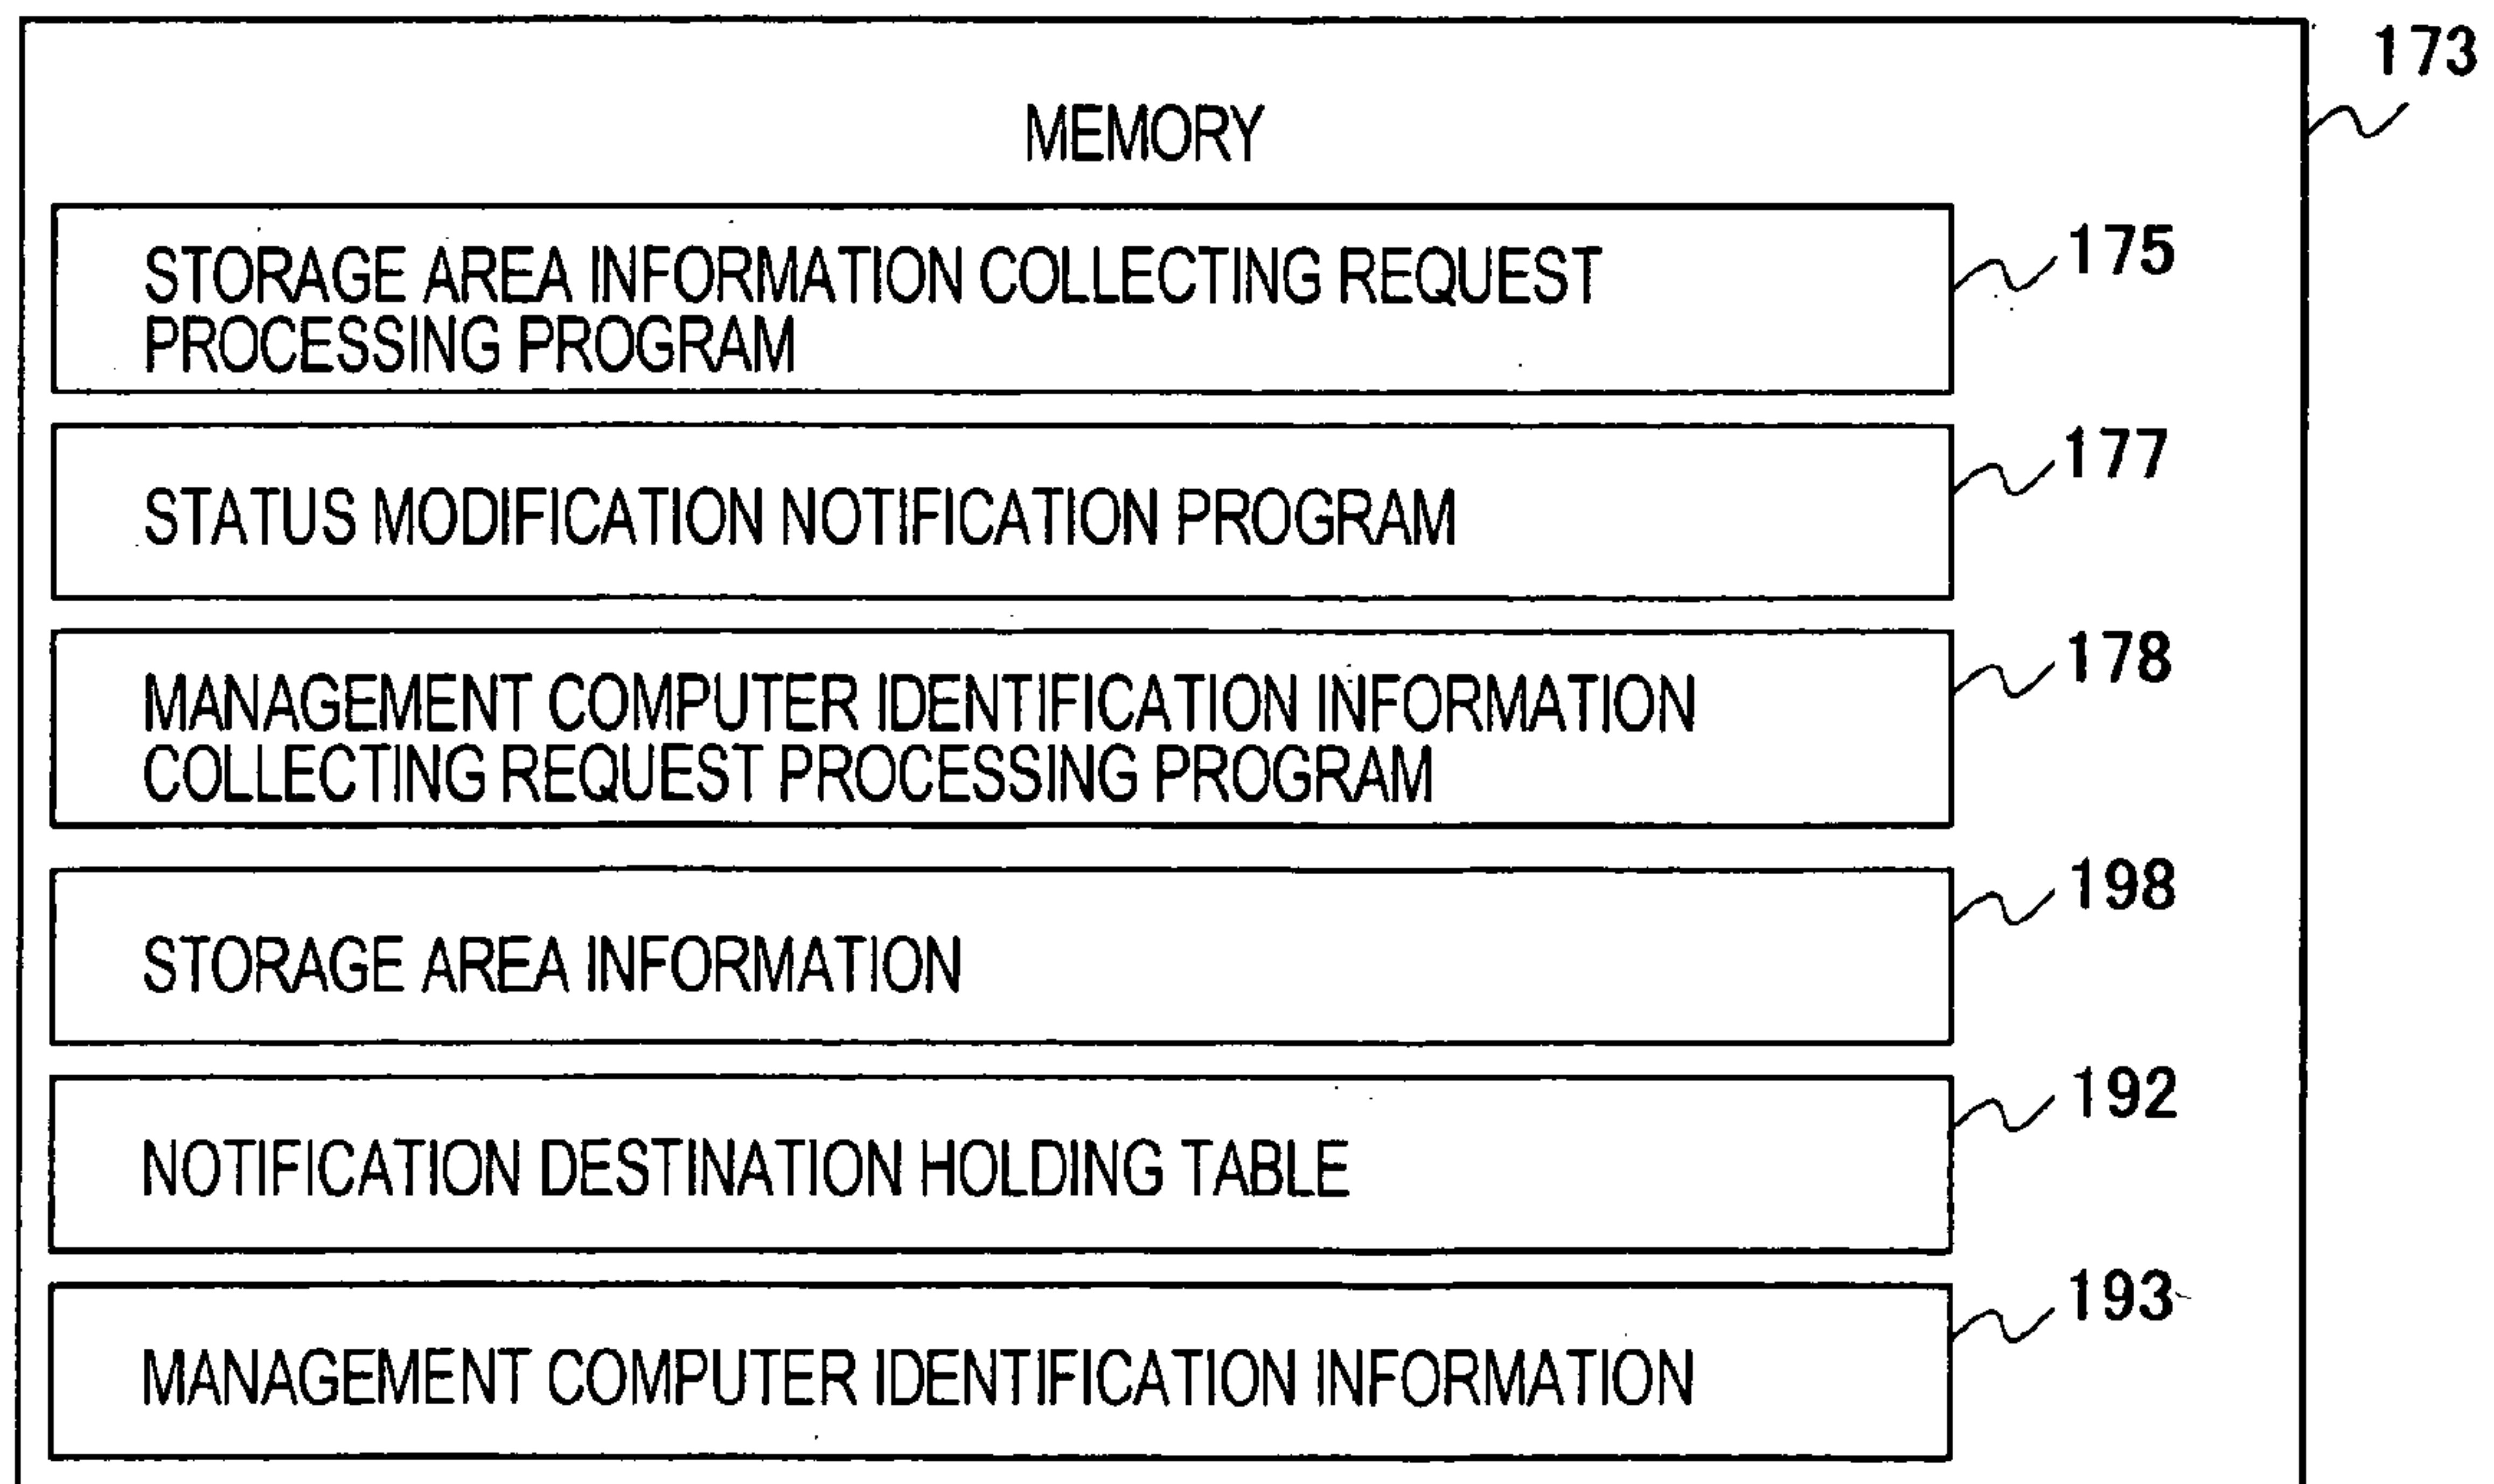 173
MEMORY
STORAGE AREA INFORMATION COLLECTING REQUEST
PROCESSING PROGRAM
175
STATUS MODIFICATION NOTIFICATION PROGRAM
177
MANAGEMENT COMPUTER IDENTIFICATION INFORMATION
COLLECTING REQUEST PROCESSING PROGRAM
178
STORAGE AREA INFORMATION
198
NOTIFICATION DESTINATION HOLDING TABLE
192
MANAGEMENT COMPUTER IDENTIFICATION INFORMATION
193